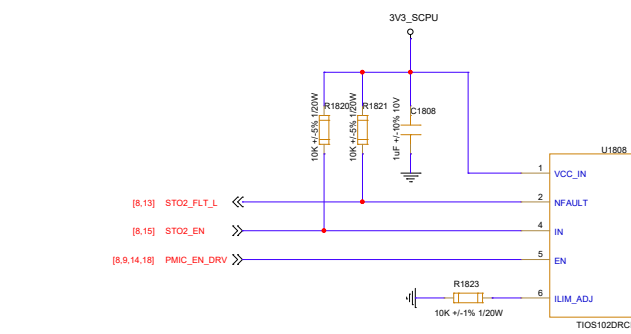 3V3_SCPU
R1820
R1821
C1808
10K +/-5% 1/20W
10K +/-5% 1/20W
1uF +/-10% 10V
U1808
1
VCC_IN
[8,13] STO2_FLT_L
2
NFAULT
[8,15] STO2_EN
4
IN
[8,9,14,18] PMIC_EN_DRV
5
EN
R1823
6
ILIM_ADJ
10K +/-1% 1/20W
TIOS102DRC